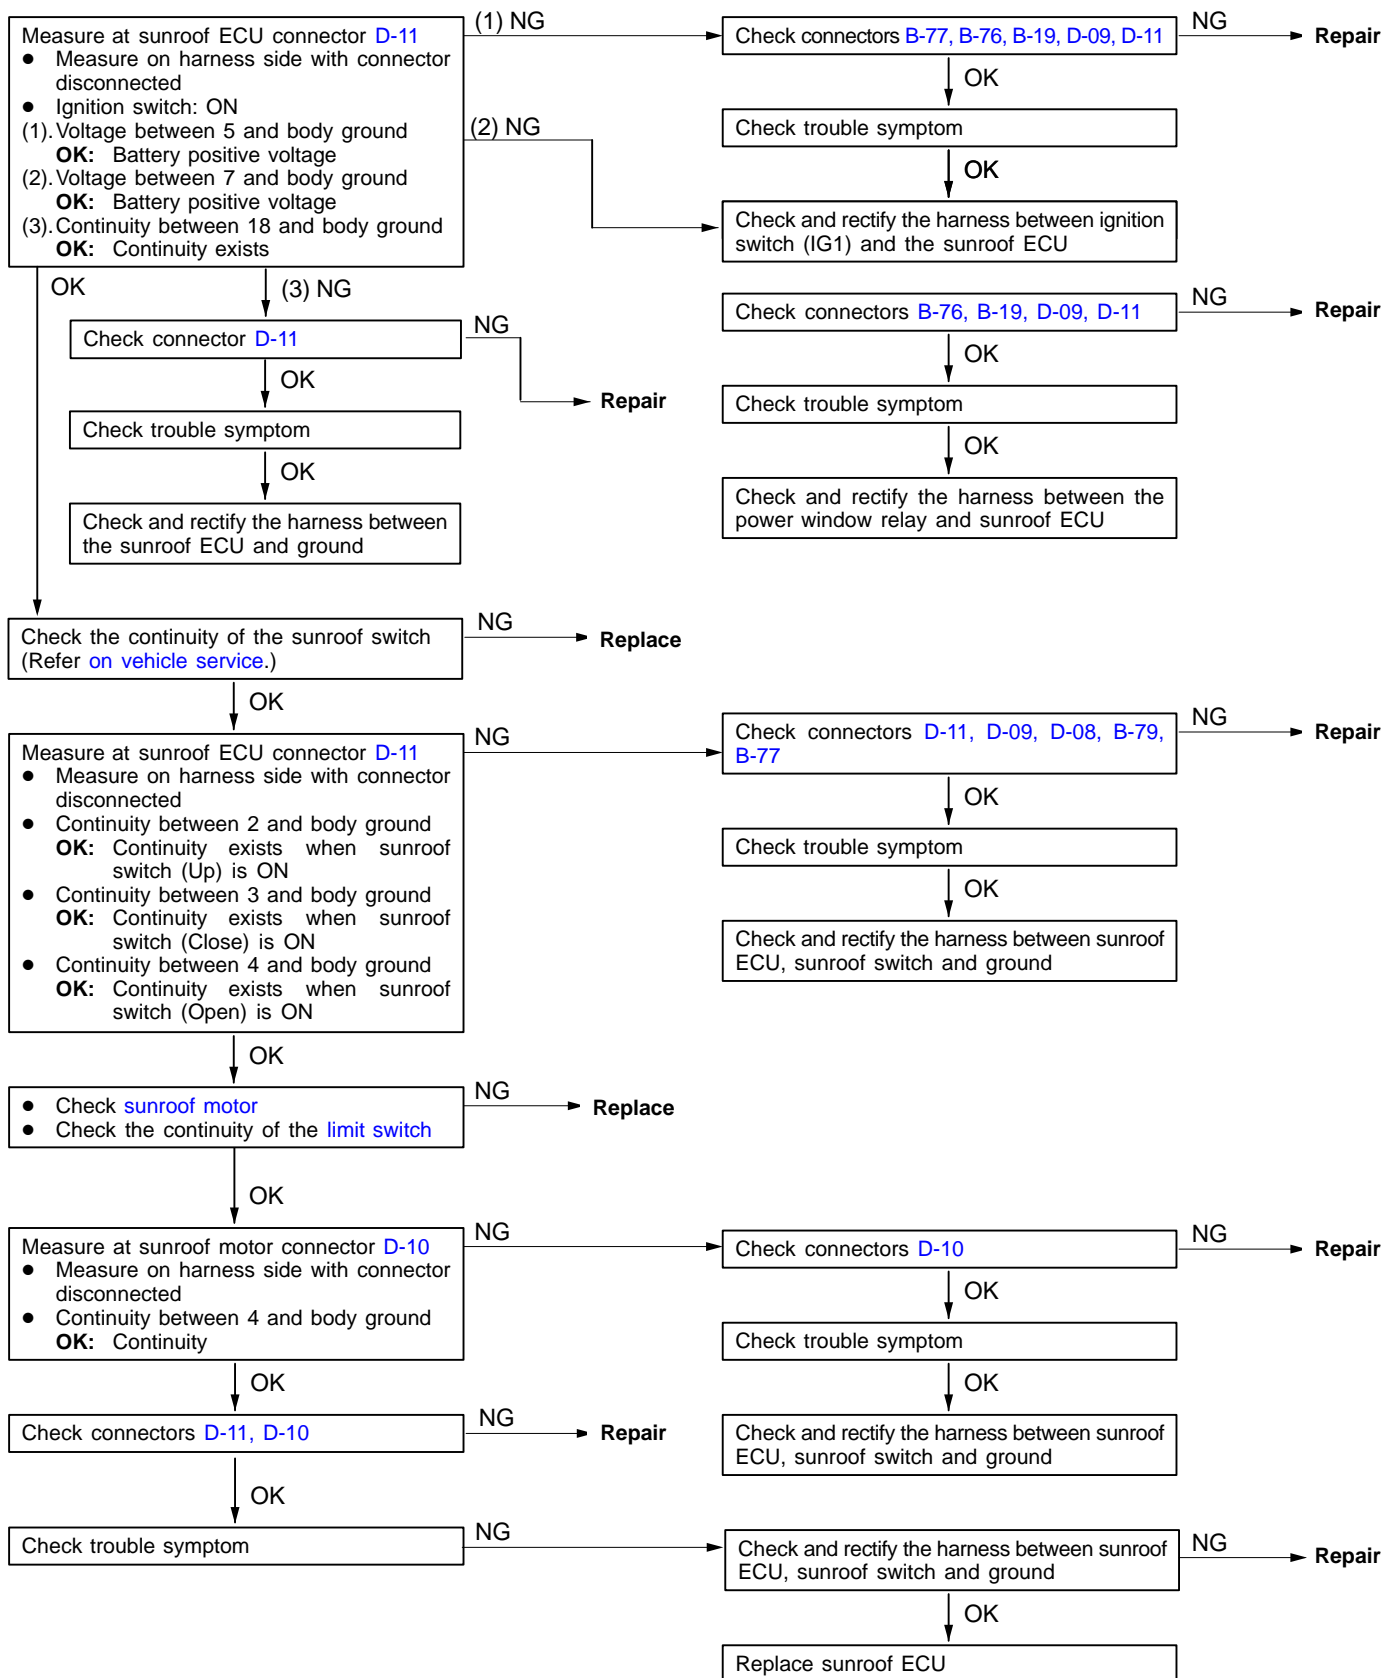 Measure at sunroof ECU connector D-11
● Measure on harness side with connector
disconnected
● Ignition switch: ON
(1). Voltage between 5 and body ground
OK: Battery positive voltage
(2). Voltage between 7 and body ground
OK: Battery positive voltage
(3). Continuity between 18 and body ground
OK: Continuity exists
(1) NG
Check connectors B-77, B-76, B-19, D-09, D-11
NG
Repair
OK
Check trouble symptom
OK
(2) NG
Check and rectify the harness between ignition
switch (IG1) and the sunroof ECU
OK
(3) NG
Check connector D-11
NG
Repair
OK
Check trouble symptom
OK
Check and rectify the harness between
the sunroof ECU and ground
Check connectors B-76, B-19, D-09, D-11
NG
Repair
OK
Check trouble symptom
OK
Check and rectify the harness between the
power window relay and sunroof ECU
Check the continuity of the sunroof switch
(Refer on vehicle service.)
NG
Replace
OK
Measure at sunroof ECU connector D-11
● Measure on harness side with connector
disconnected
● Continuity between 2 and body ground
OK: Continuity exists when sunroof
switch (Up) is ON
● Continuity between 3 and body ground
OK: Continuity exists when sunroof
switch (Close) is ON
● Continuity between 4 and body ground
OK: Continuity exists when sunroof
switch (Open) is ON
NG
Check connectors D-11, D-09, D-08, B-79,
B-77
NG
Repair
OK
Check trouble symptom
OK
Check and rectify the harness between sunroof
ECU, sunroof switch and ground
OK
● Check sunroof motor
● Check the continuity of the limit switch
NG
Replace
OK
Measure at sunroof motor connector D-10
● Measure on harness side with connector
disconnected
● Continuity between 4 and body ground
OK: Continuity
NG
Check connectors D-10
NG
Repair
OK
Check trouble symptom
OK
Check and rectify the harness between sunroof
ECU, sunroof switch and ground
OK
Check connectors D-11, D-10
NG
Repair
OK
Check trouble symptom
NG
Check and rectify the harness between sunroof
ECU, sunroof switch and ground
NG
Repair
OK
Replace sunroof ECU